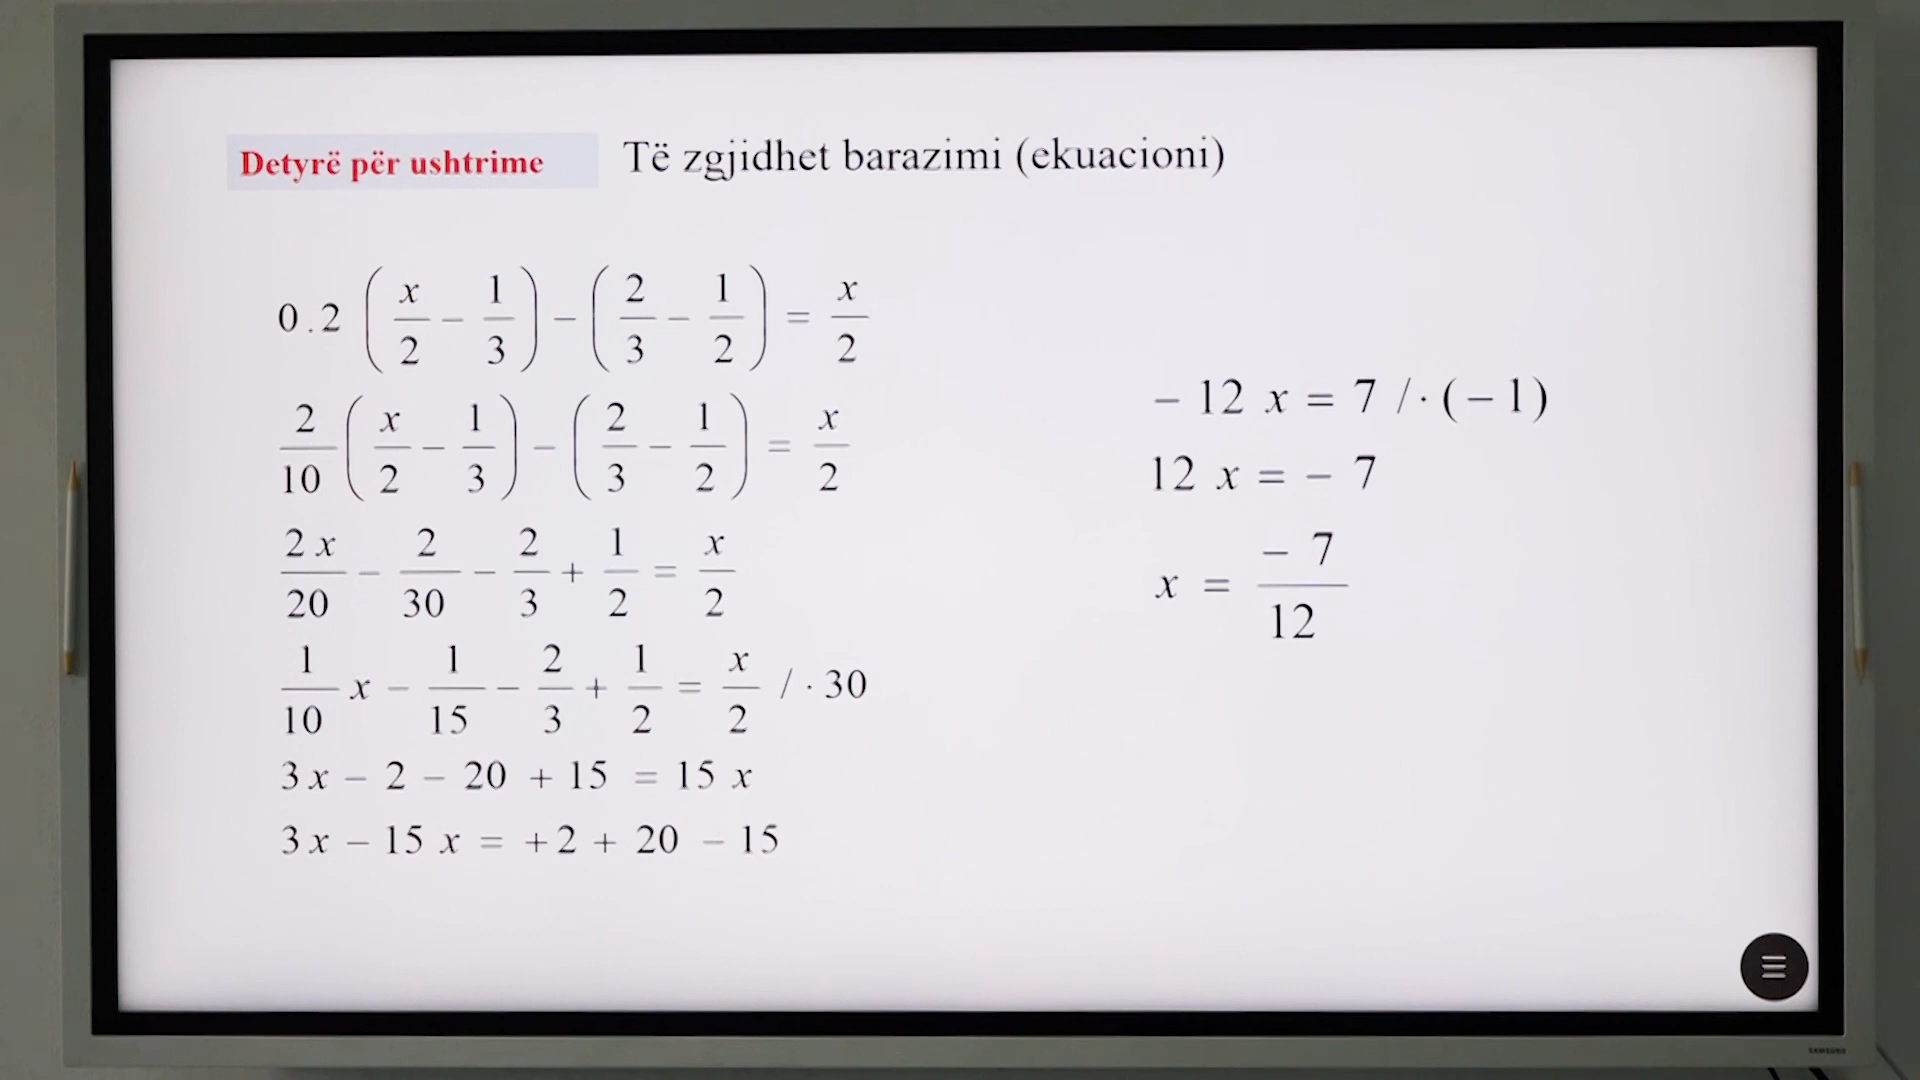 Detyrë për ushtrime Të zgjidhet barazimi (ekuacioni)
0.2 (x/2 − 1/3) − (2/3 − 1/2) = x/2
2/10 (x/2 − 1/3) − (2/3 − 1/2) = x/2
2x/20 − 2/30 − 2/3 + 1/2 = x/2
1/10 x − 1/15 − 2/3 + 1/2 = x/2 / · 30
3x − 2 − 20 + 15 = 15 x
3x − 15 x = +2 + 20 − 15
− 12 x = 7 / · (− 1)
12 x = − 7
x = − 7/12
SAMSUNG